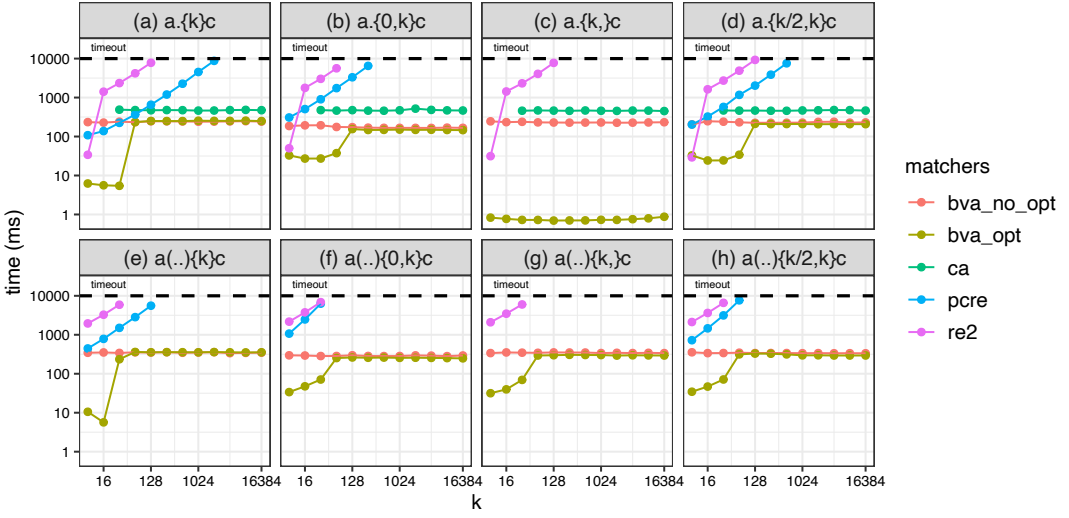 (a) a.{k}c
(b) a.{0,k}c
(c) a.{k,}c
(d) a.{k/2,k}c
timeout
timeout
timeout
timeout
10000
1000
100
10
1
(e) a(..){k}c
(f) a(..){0,k}c
(g) a(..){k,}c
(h) a(..){k/2,k}c
timeout
timeout
timeout
timeout
10000
1000
100
10
1
16 128 1024 16384
16 128 1024 16384
16 128 1024 16384
16 128 1024 16384
k
time (ms)
matchers
bva_no_opt
bva_opt
ca
pcre
re2